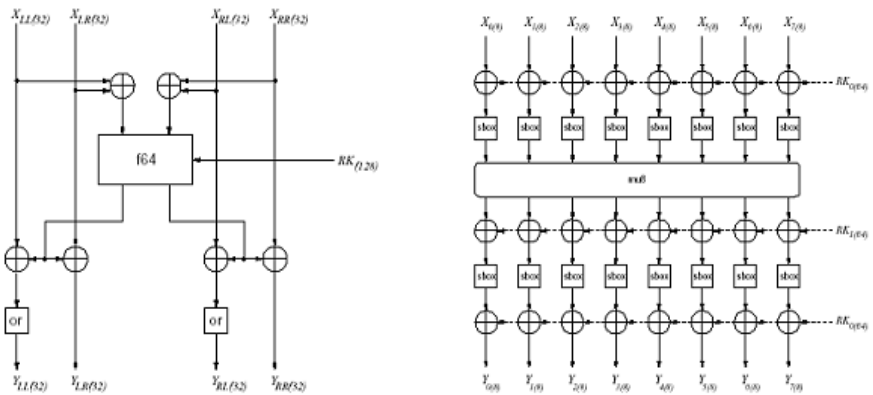 X_LL(32) X_LR(32) X_RL(32) X_RR(32)
f64
RK_(128)
or or
Y_LL(32) Y_LR(32) Y_RL(32) Y_RR(32)
X_0(8) X_1(8) X_2(8) X_3(8) X_4(8) X_5(8) X_6(8) X_7(8)
RK_0(64)
sbox sbox sbox sbox sbox sbox sbox sbox
mu8
RK_1(64)
sbox sbox sbox sbox sbox sbox sbox sbox
RK_0(64)
Y_0(8) Y_1(8) Y_2(8) Y_3(8) Y_4(8) Y_5(8) Y_6(8) Y_7(8)